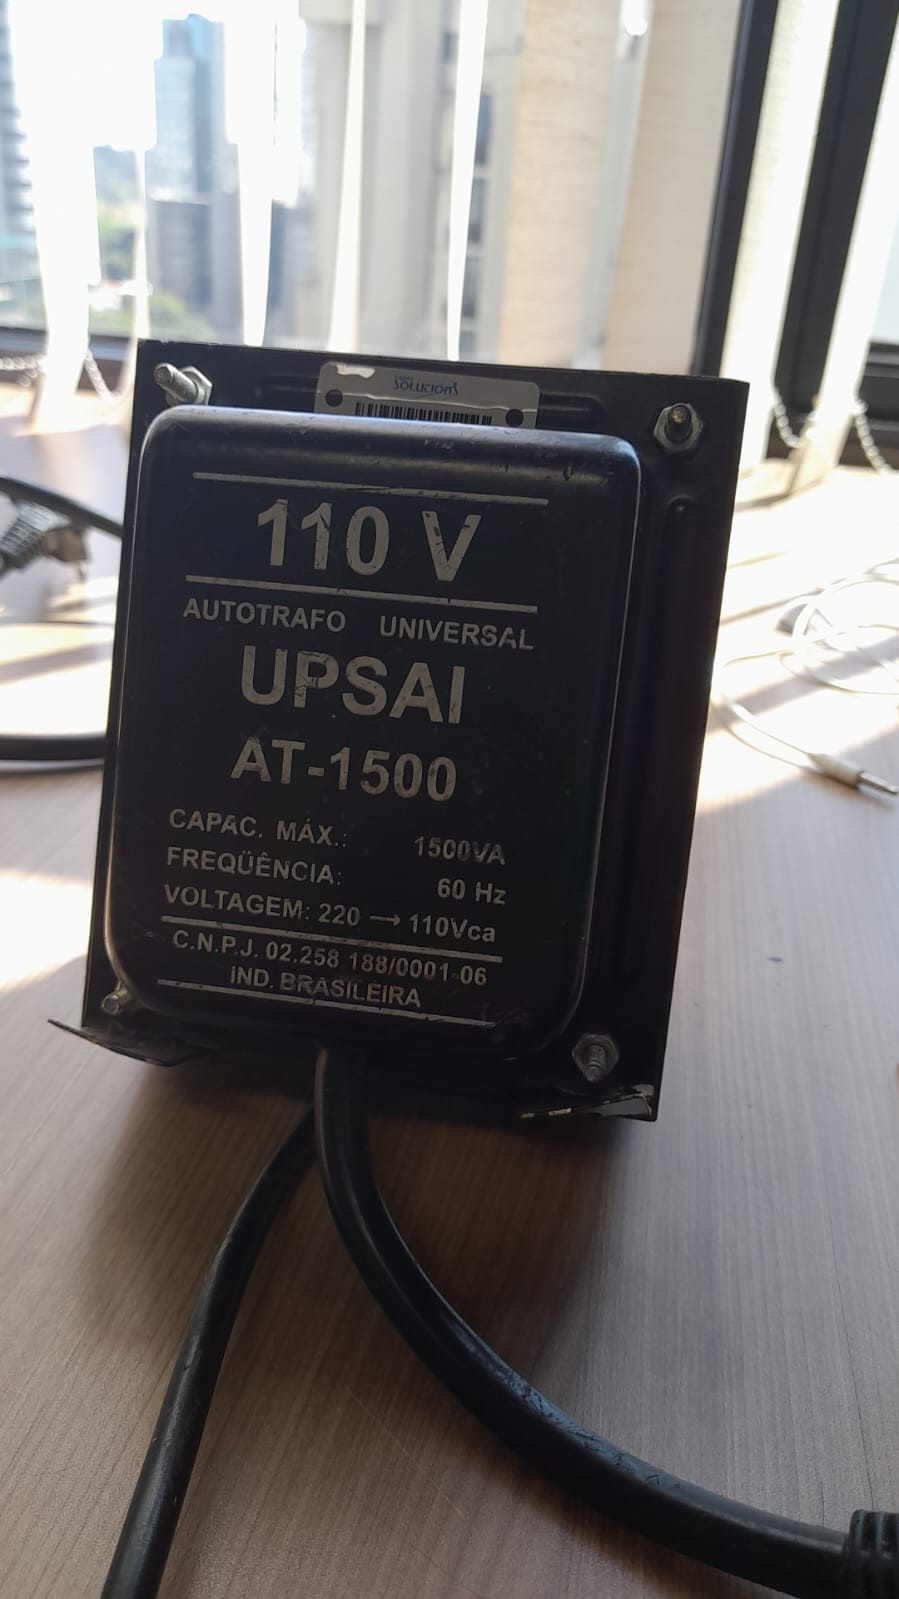 SOLUCIONS
110 V
AUTOTRAFO UNIVERSAL
UPSAI
AT-1500
CAPAC. MÁX.: 1500VA
FREQÜÊNCIA: 60 Hz
VOLTAGEM: 220 → 110Vca
C.N.P.J. 02.258 188/0001-06
IND. BRASILEIRA